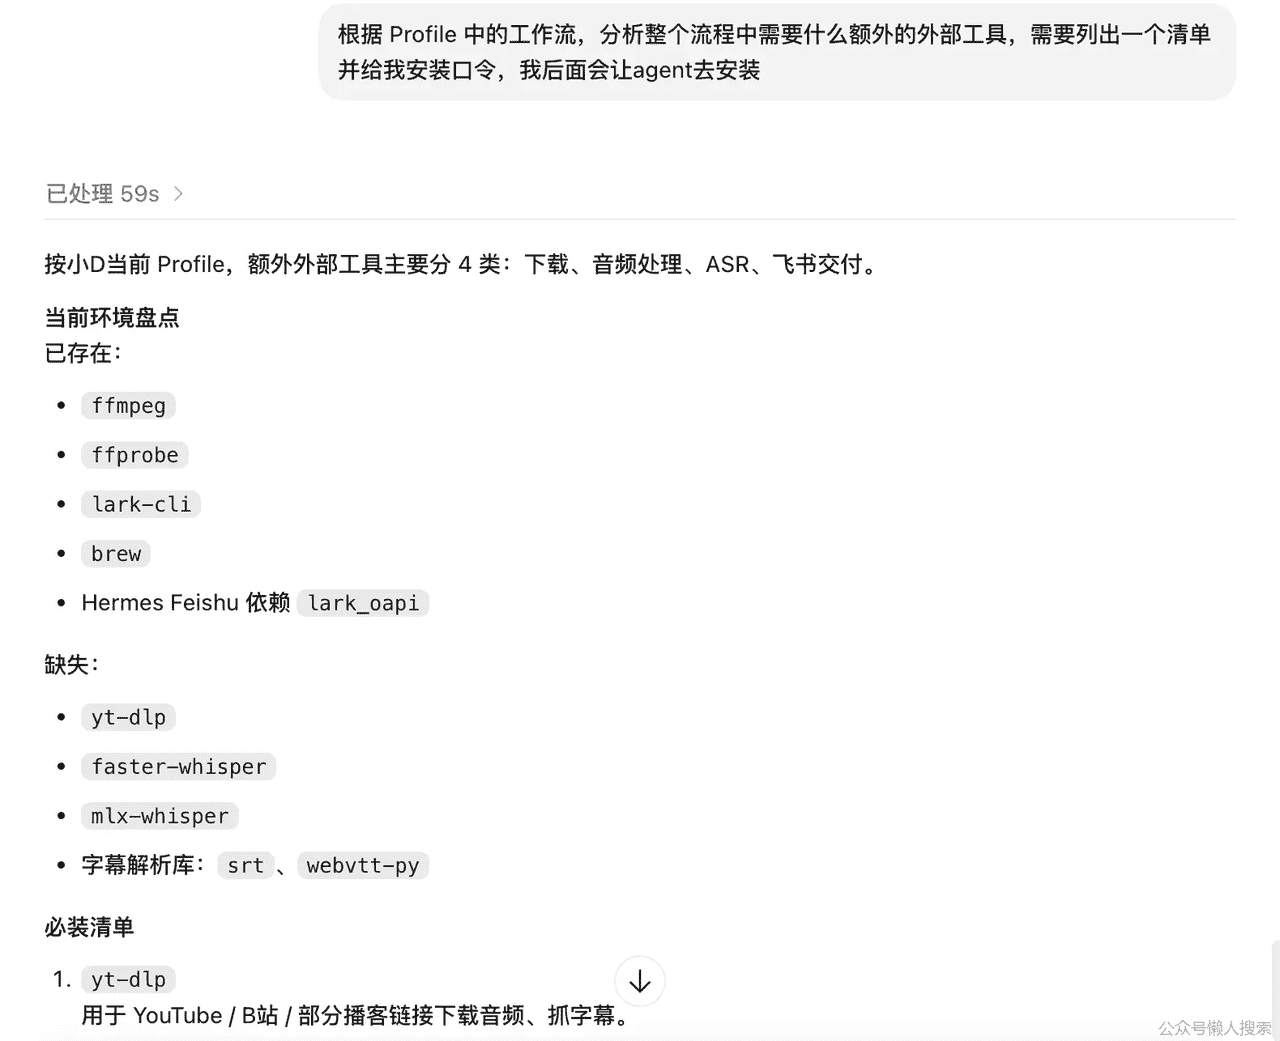 根据 Profile 中的工作流，分析整个流程中需要什么额外的外部工具，需要列出一个清单
并给我安装口令，我后面会让agent去安装
已处理 59s
按小D当前 Profile，额外外部工具主要分 4 类：下载、音频处理、ASR、飞书交付。
当前环境盘点
已存在：
ffmpeg
ffprobe
lark-cli
brew
Hermes Feishu 依赖 lark_oapi
缺失：
yt-dlp
faster-whisper
mlx-whisper
字幕解析库： srt 、 webvtt-py
必装清单
1. yt-dlp
用于 YouTube / B站 / 部分播客链接下载音频、抓字幕。
公众号懒人搜索